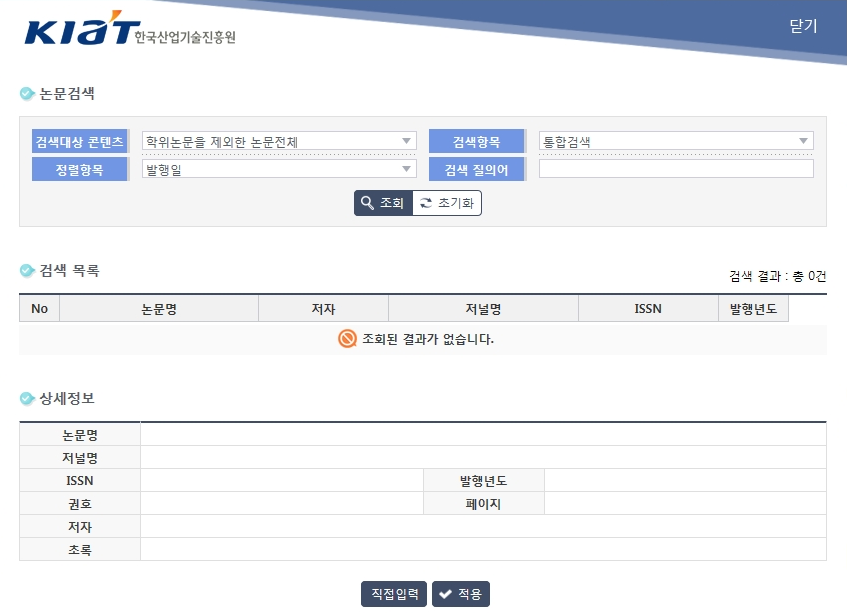 KIAT 한국산업기술진흥원
닫기
논문검색
검색대상 콘텐츠 학위논문을 제외한 논문전체 검색항목 통합검색
정렬항목 발행일 검색 질의어
조회 초기화
검색 목록
검색 결과 : 총 0건
No 논문명 저자 저널명 ISSN 발행년도
조회된 결과가 없습니다.
상세정보
논문명
저널명
ISSN 발행년도
권호 페이지
저자
초록
직접입력 적용